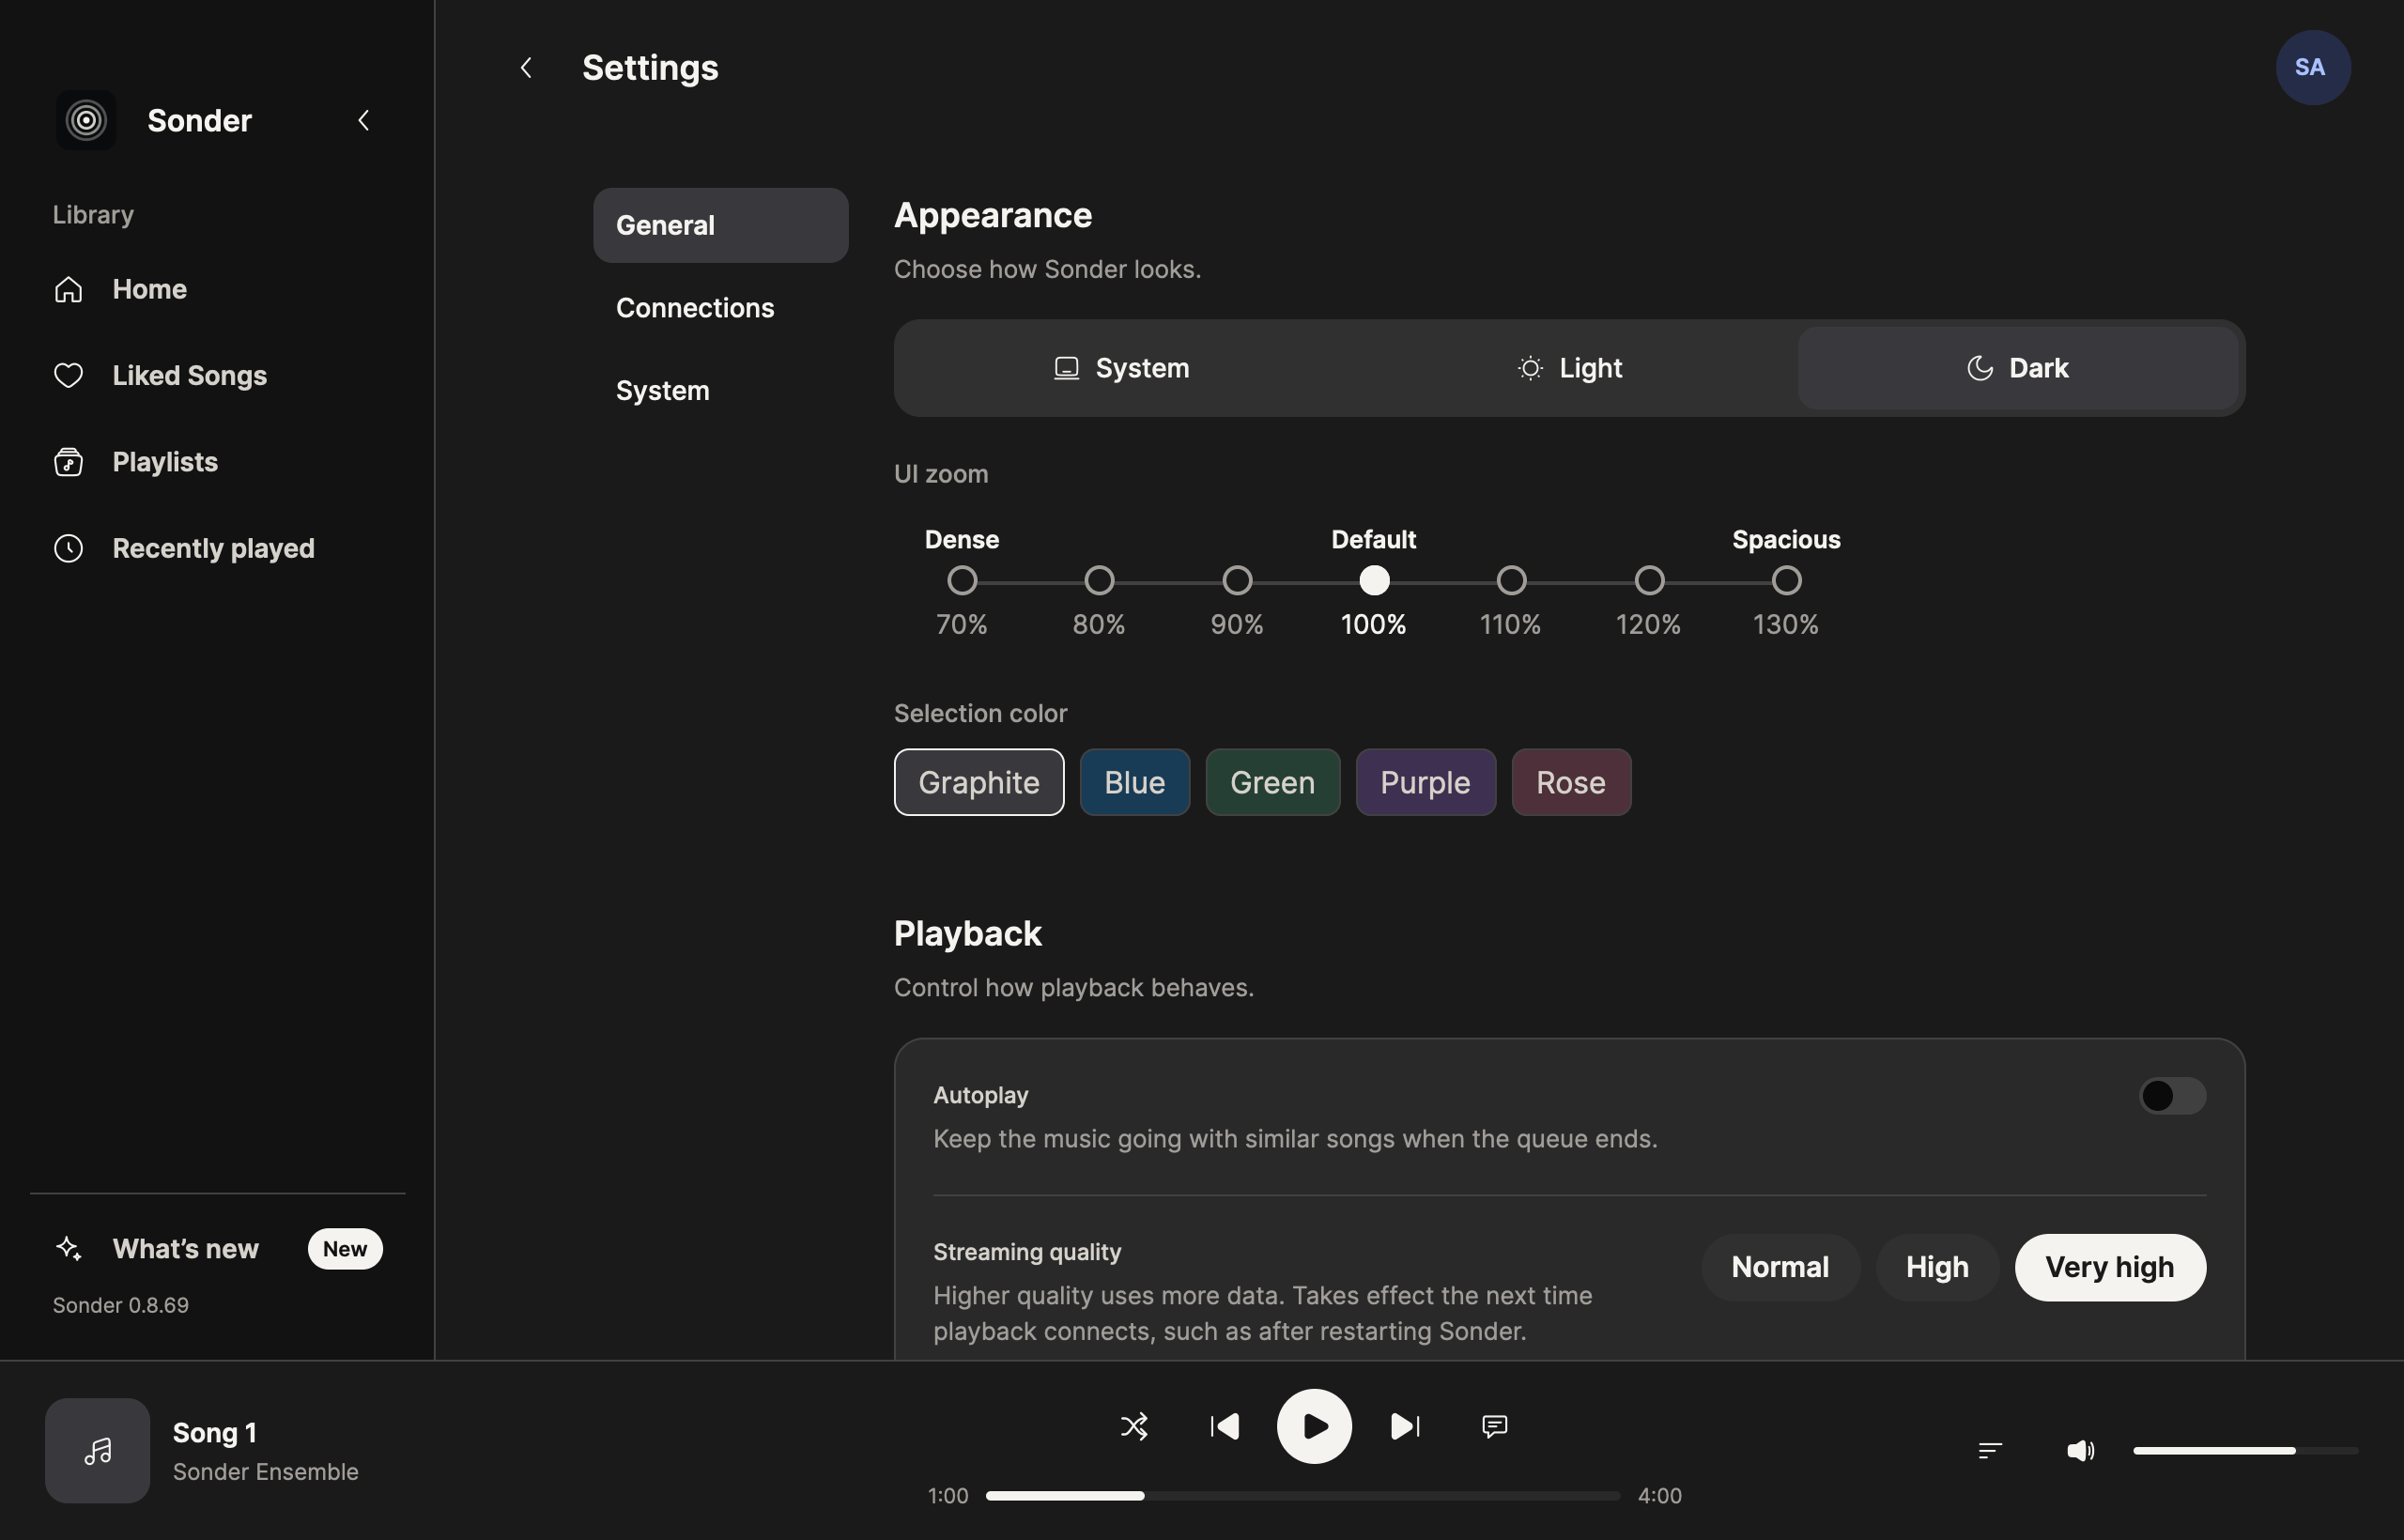 Sonder
Library
Home
Liked Songs
Playlists
Recently played
What’s new
New
Sonder 0.8.69
Settings
SA
General
Connections
System
Appearance
Choose how Sonder looks.
System
Light
Dark
UI zoom
Dense
Default
Spacious
70%
80%
90%
100%
110%
120%
130%
Selection color
Graphite
Blue
Green
Purple
Rose
Playback
Control how playback behaves.
Autoplay
Keep the music going with similar songs when the queue ends.
Streaming quality
Higher quality uses more data. Takes effect the next time
playback connects, such as after restarting Sonder.
Normal
High
Very high
Song 1
Sonder Ensemble
1:00
4:00